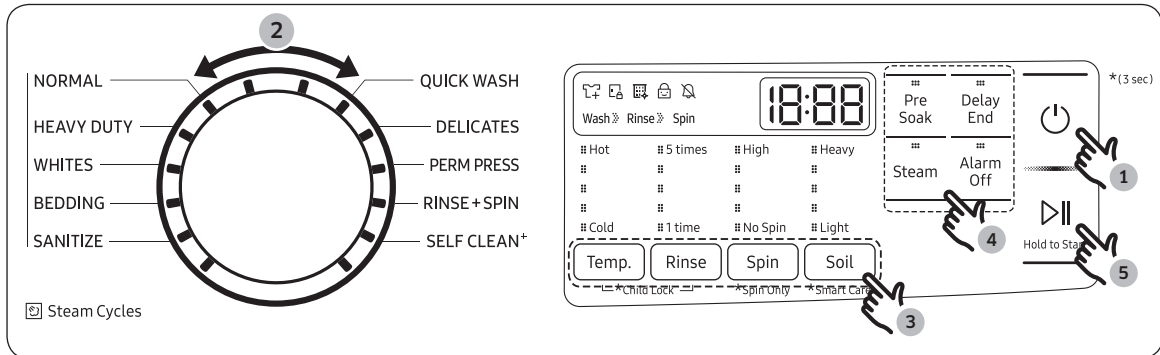 2
NORMAL
HEAVY DUTY
WHITES
BEDDING
SANITIZE
QUICK WASH
DELICATES
PERM PRESS
RINSE+SPIN
SELF CLEAN+
Steam Cycles
Wash Rinse Spin
18:88
Hot 5 times High Heavy
Cold 1 time No Spin Light
Temp. Rinse Spin Soil
*Child Lock *Spin Only *Smart Care
3
Pre Delay
Soak End
Steam Alarm
Off
4
*(3 sec)
1
Hold to Start
5